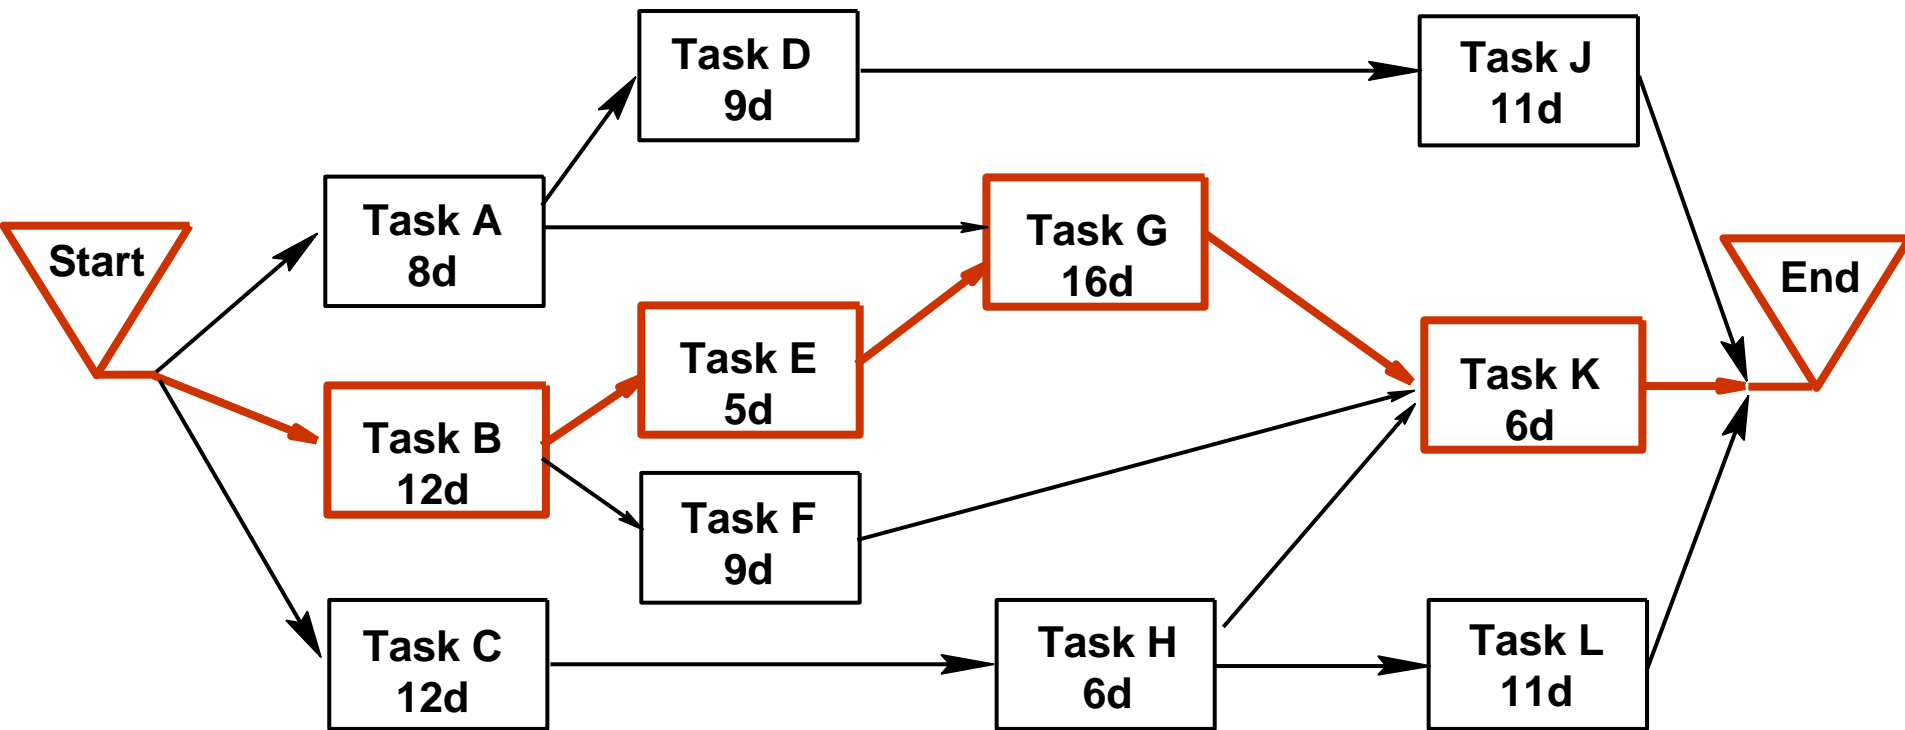 Start
Task A
8d
Task B
12d
Task C
12d
Task D
9d
Task E
5d
Task F
9d
Task G
16d
Task H
6d
Task J
11d
Task K
6d
Task L
11d
End